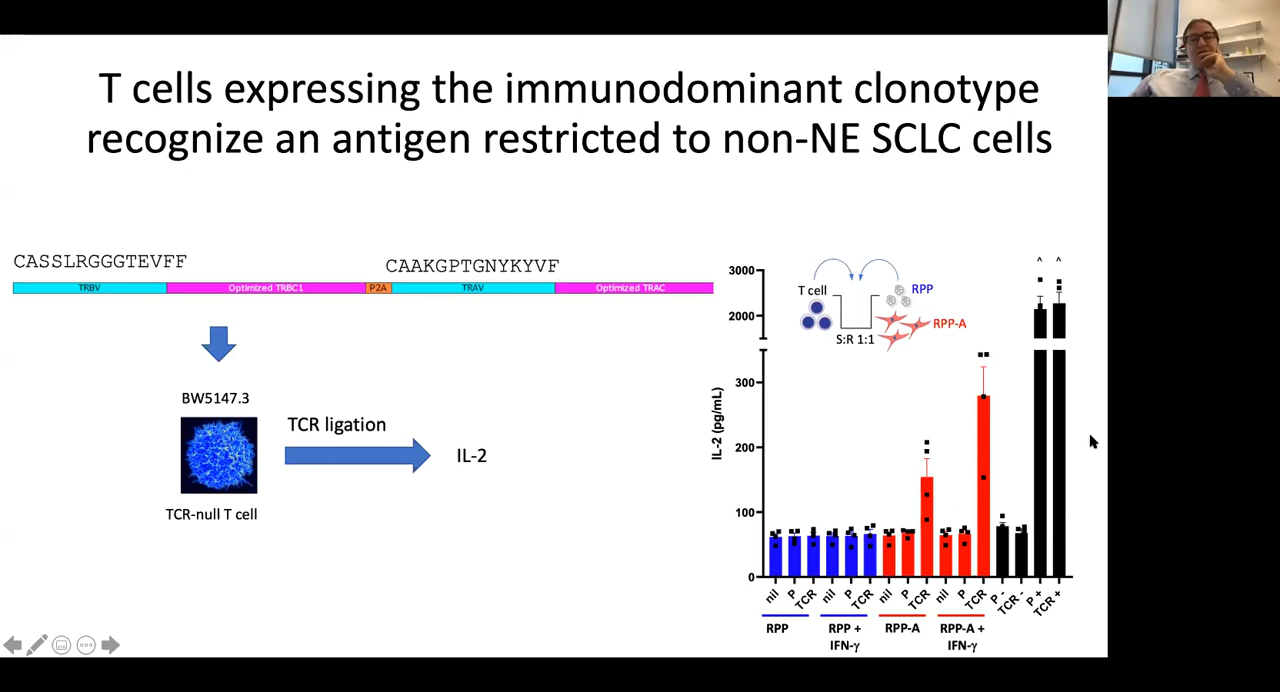 T cells expressing the immunodominant clonotype
recognize an antigen restricted to non-NE SCLC cells
CASSLRGGGTEVFF
CAAKGPTGNYKYVF
TRBV
Optimized TRBC1
P2A
TRAV
Optimized TRAC
BW5147.3
TCR ligation
IL-2
TCR-null T cell
T cell
RPP
RPP-A
S:R 1:1
^ ^
3000
2000
300
200
100
0
IL-2 (pg/mL)
nil P TCR nil P TCR nil P TCR nil P TCR P - TCR - P + TCR +
RPP
RPP +
IFN-γ
RPP-A
RPP-A +
IFN-γ